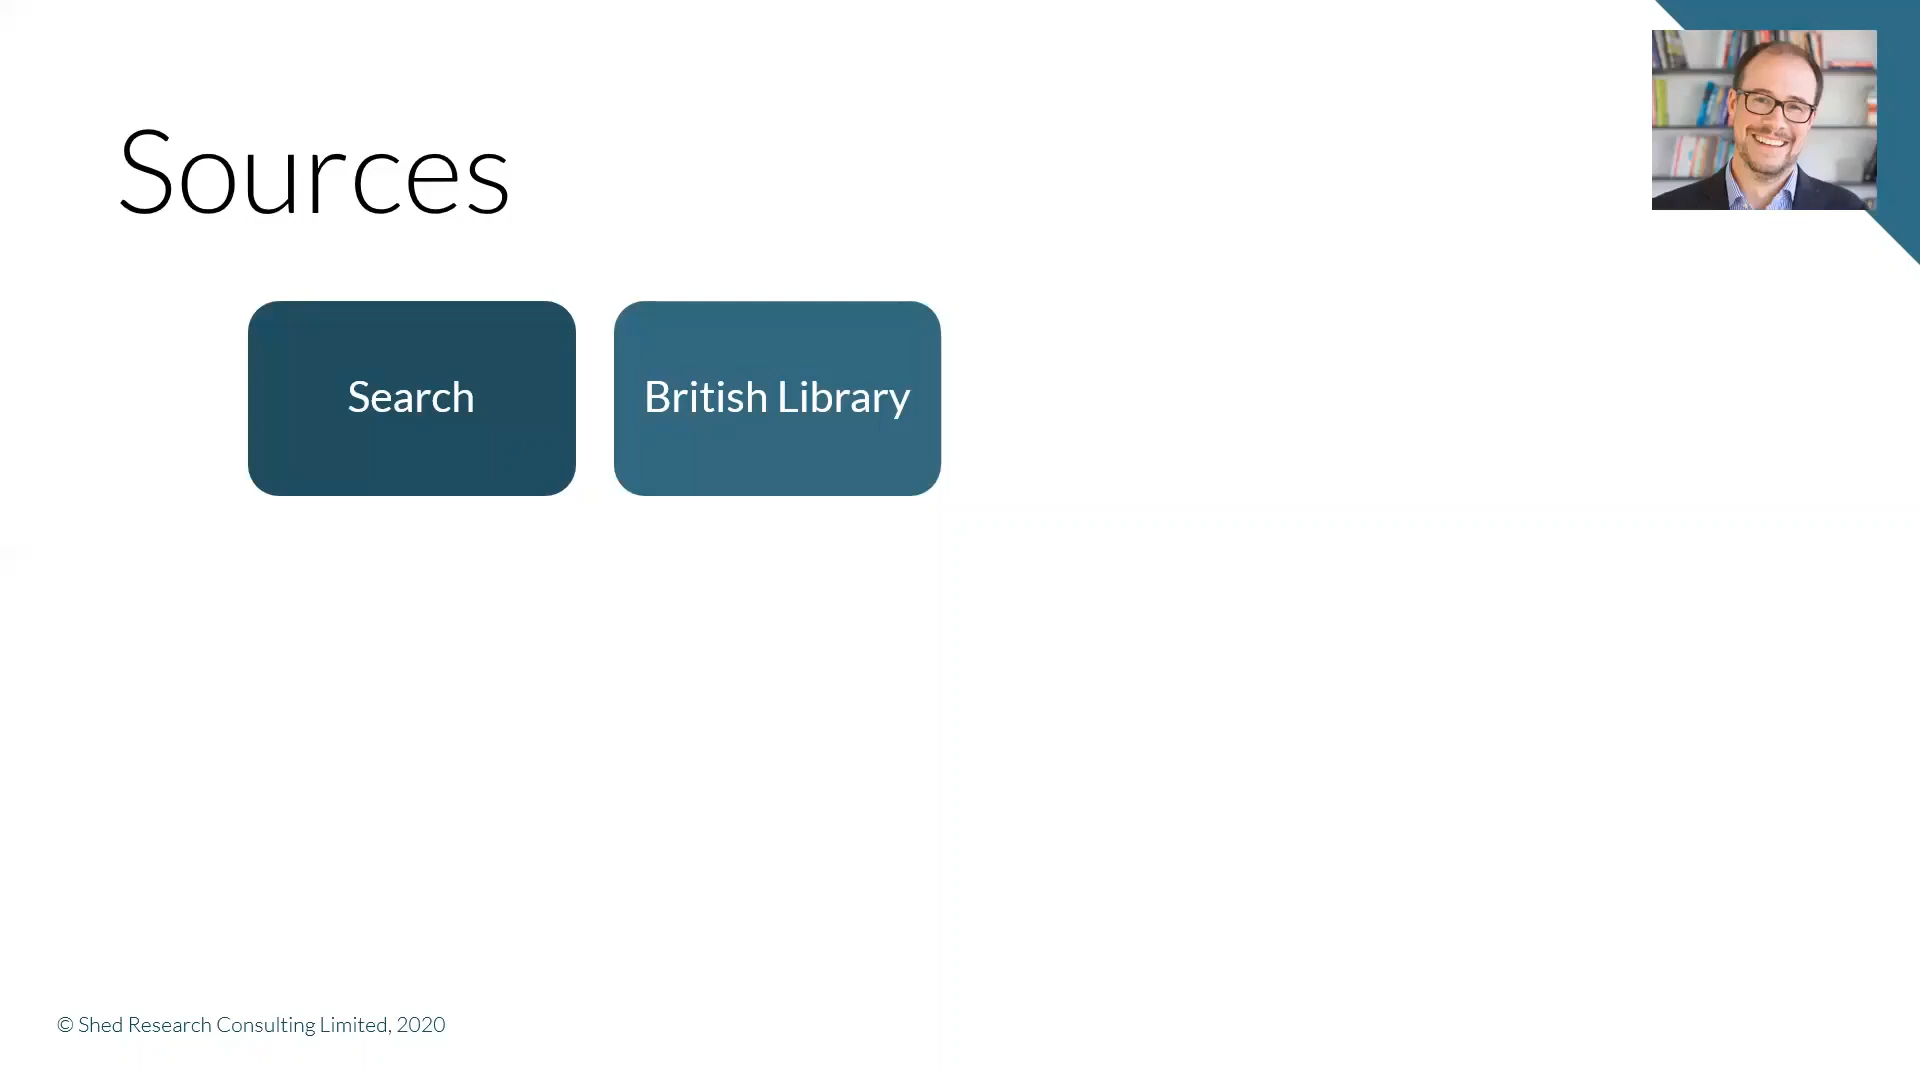 Sources
Search
British Library
© Shed Research Consulting Limited, 2020